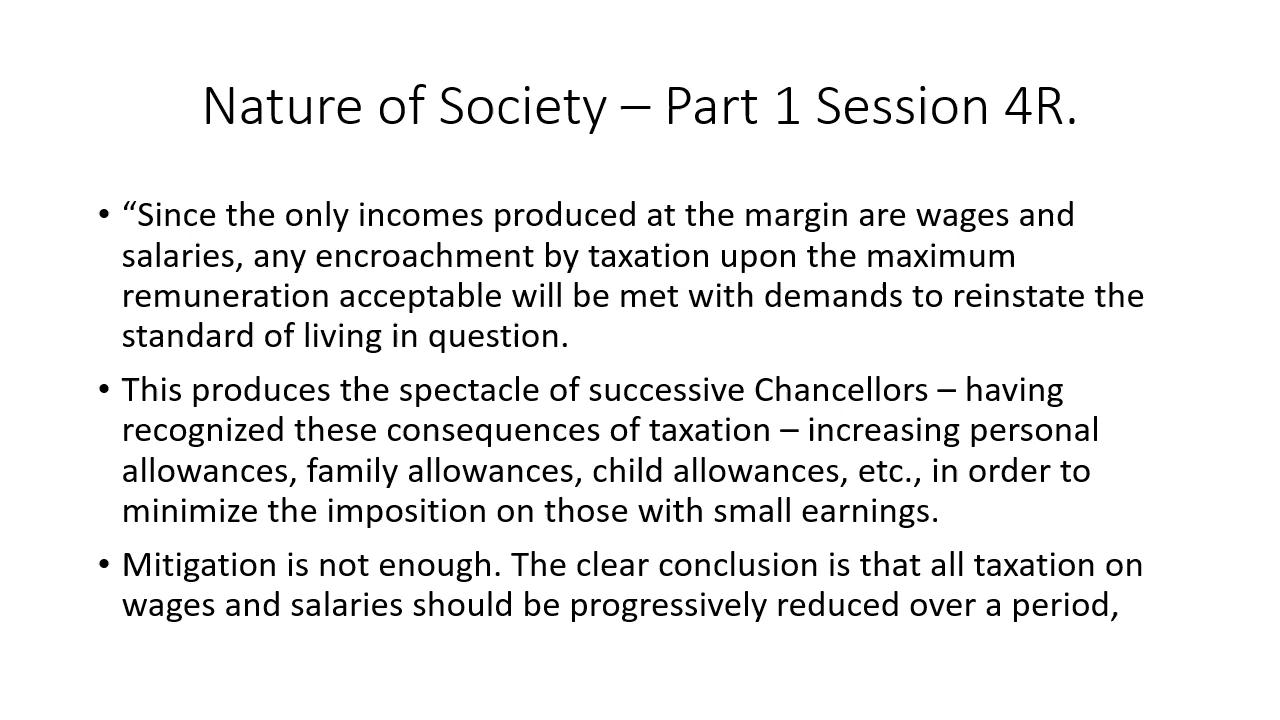 Nature of Society – Part 1 Session 4R.
• “Since the only incomes produced at the margin are wages and
salaries, any encroachment by taxation upon the maximum
remuneration acceptable will be met with demands to reinstate the
standard of living in question.
• This produces the spectacle of successive Chancellors – having
recognized these consequences of taxation – increasing personal
allowances, family allowances, child allowances, etc., in order to
minimize the imposition on those with small earnings.
• Mitigation is not enough. The clear conclusion is that all taxation on
wages and salaries should be progressively reduced over a period,